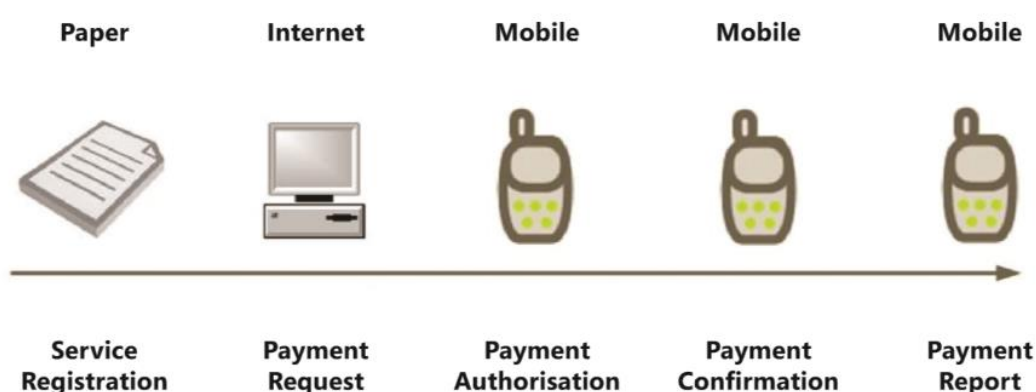 Paper Internet Mobile Mobile Mobile
Service Payment Payment Payment Payment
Registration Request Authorisation Confirmation Report